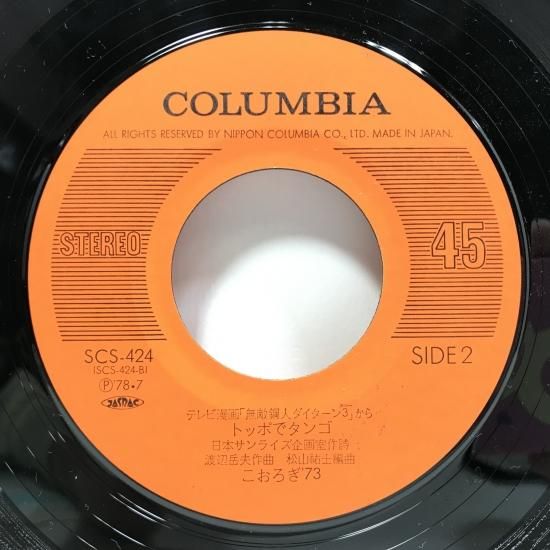 COLUMBIA
ALL RIGHTS RESERVED BY NIPPON COLUMBIA CO., LTD. MADE IN JAPAN.
STEREO
45
SCS-424
(SCS-424-B)
Ⓟ'78・7
JASRAC
SIDE 2
テレビ漫画「無敵鋼人ダイターン3」から
トッポでタンゴ
日本サンライズ企画室作詩
渡辺岳夫作曲 松山祐士編曲
こおろぎ'73